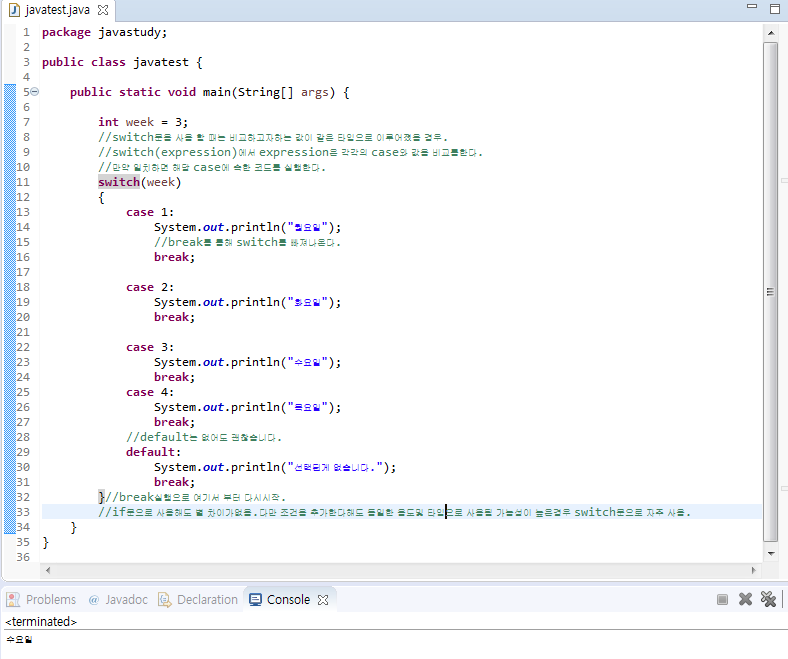 javatest.java
1 package javastudy;
2
3 public class javatest {
4
5 public static void main(String[] args) {
6
7 int week = 3;
8 //switch문을 사용 할 때는 비교하고자하는 값이 같은 타입으로 이루어졌을 경우.
9 //switch(expression)에서 expression은 각각의 case와 값을 비교를한다.
10 //만약 일치하면 해당 case에 속한 코드를 실행한다.
11 switch(week)
12 {
13 case 1:
14 System.out.println("월요일");
15 //break를 통해 switch를 빠져나온다.
16 break;
17
18 case 2:
19 System.out.println("화요일");
20 break;
21
22 case 3:
23 System.out.println("수요일");
24 break;
25 case 4:
26 System.out.println("목요일");
27 break;
28 //default는 없어도 괜찮습니다.
29 default:
30 System.out.println("선택된게 없습니다.");
31 break;
32 }//break실행으로 여기서 부터 다시시작.
33 //if문으로 사용해도 별 차이가없음.다만 조건을 추가한다해도 동일한 용도및 타입으로 사용될 가능성이 높은경우 switch문으로 자주 사용.
34 }
35 }
36
Problems @ Javadoc Declaration Console
<terminated>
수요일